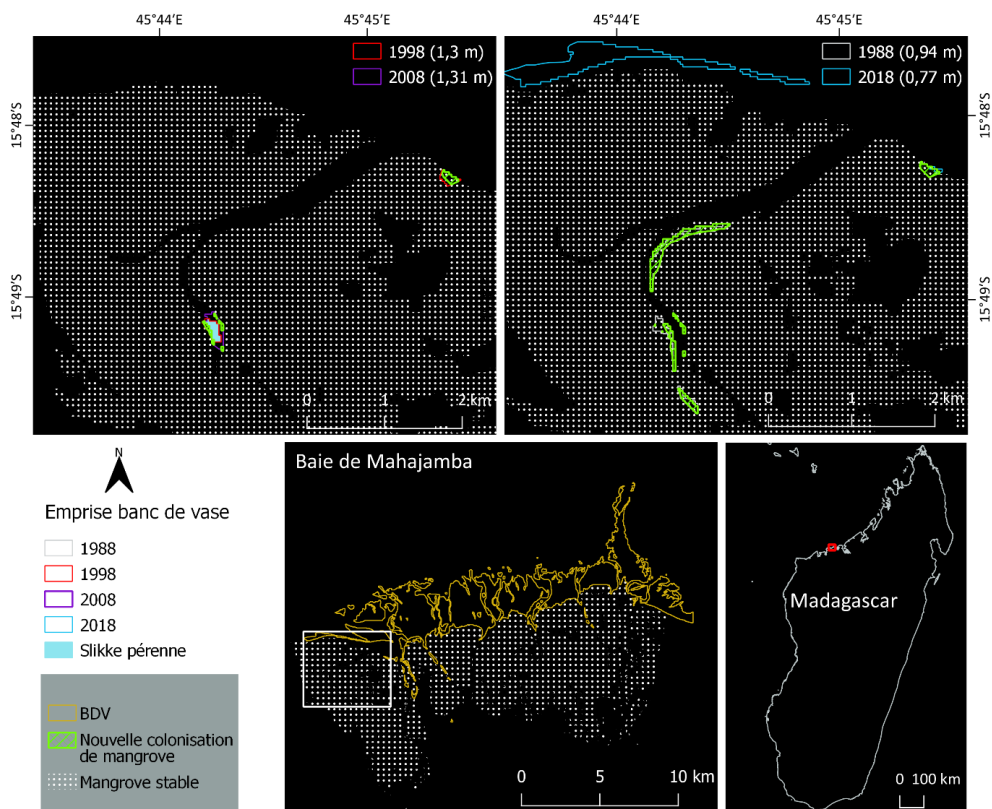 45°44′E
45°45′E
45°44′E
45°45′E
1998 (1,3 m)
2008 (1,31 m)
1988 (0,94 m)
2018 (0,77 m)
15°48′S
15°48′S
15°49′S
15°49′S
0 1 2 km
0 1 2 km
N
Emprise banc de vase
1988
1998
2008
2018
Slikke pérenne
BDV
Nouvelle colonisation
de mangrove
Mangrove stable
Baie de Mahajamba
0 5 10 km
Madagascar
0 100 km